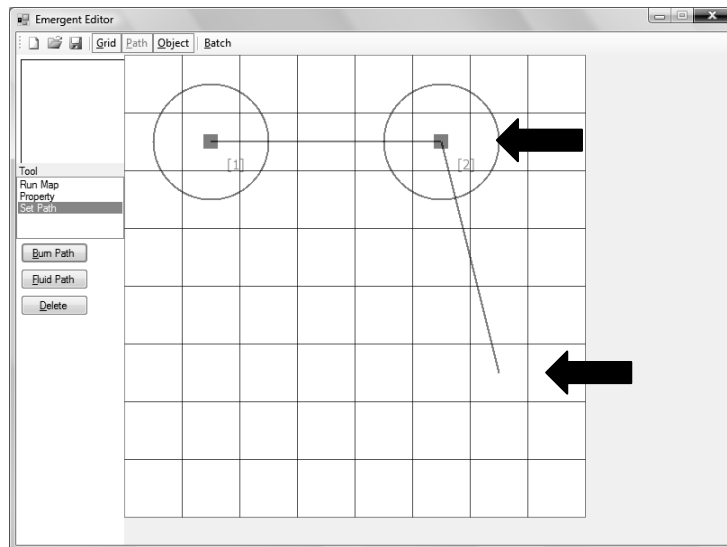 Emergent Editor
Grid Path Object Batch
[1]
[2]
Tool
Run Map
Property
Set Path
Burn Path
Fluid Path
Delete